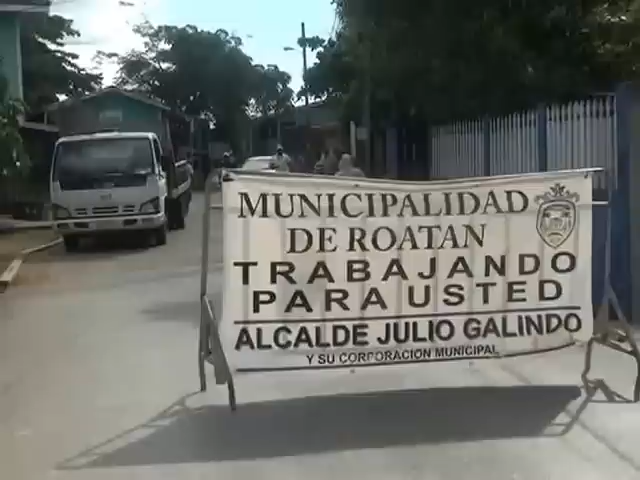 MUNICIPALIDAD
DE ROATAN
TRABAJANDO
PARA USTED
ALCALDE JULIO GALINDO
Y SU CORPORACION MUNICIPAL